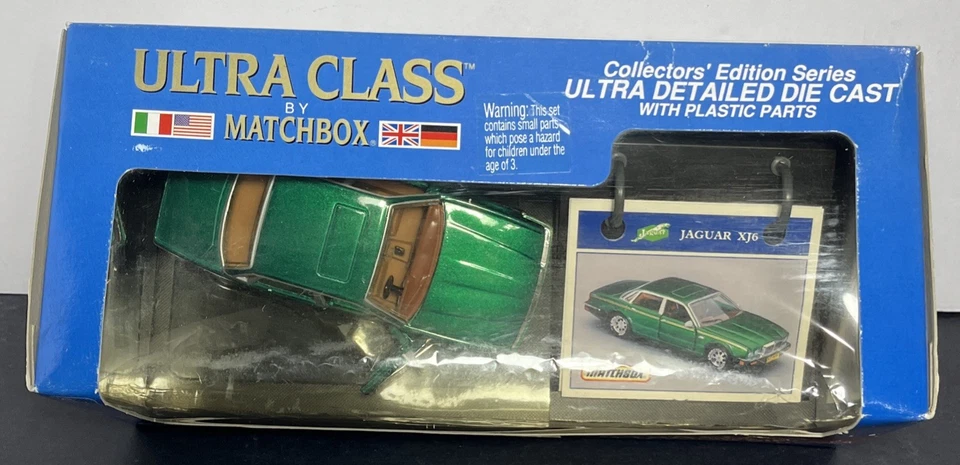 ULTRA CLASS™
BY
MATCHBOX®
Warning: This set
contains small parts
which pose a hazard
for children under the
age of 3.
Collectors' Edition Series
ULTRA DETAILED DIE CAST
WITH PLASTIC PARTS
Jaguar JAGUAR XJ6
MATCHBOX